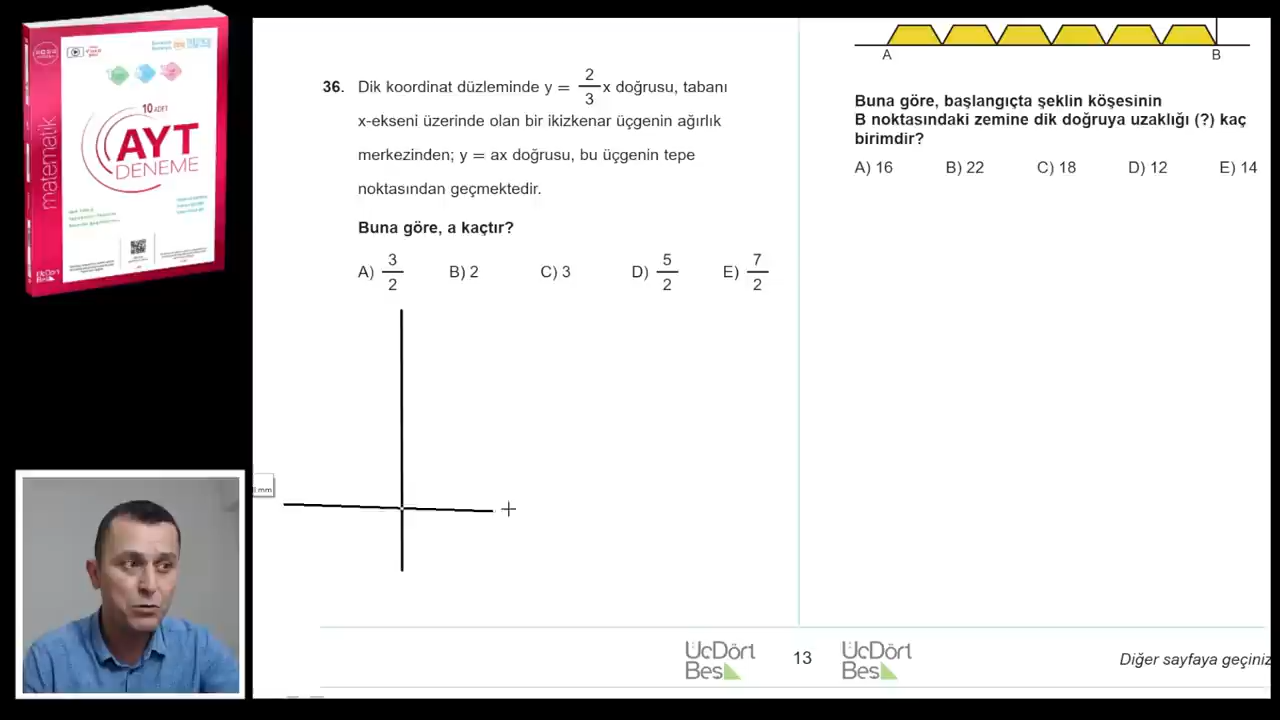 matematik
10 ADET
AYT
DENEME
ÜçDört
Beş
36. Dik koordinat düzleminde y = 2/3 x doğrusu, tabanı
x-ekseni üzerinde olan bir ikizkenar üçgenin ağırlık
merkezinden; y = ax doğrusu, bu üçgenin tepe
noktasından geçmektedir.
Buna göre, a kaçtır?
A) 3/2 B) 2 C) 3 D) 5/2 E) 7/2
mm
A B
Buna göre, başlangıçta şeklin köşesinin
B noktasındaki zemine dik doğruya uzaklığı (?) kaç
birimdir?
A) 16 B) 22 C) 18 D) 12 E) 14
ÜçDört
Beş
13
ÜçDört
Beş
Diğer sayfaya geçiniz